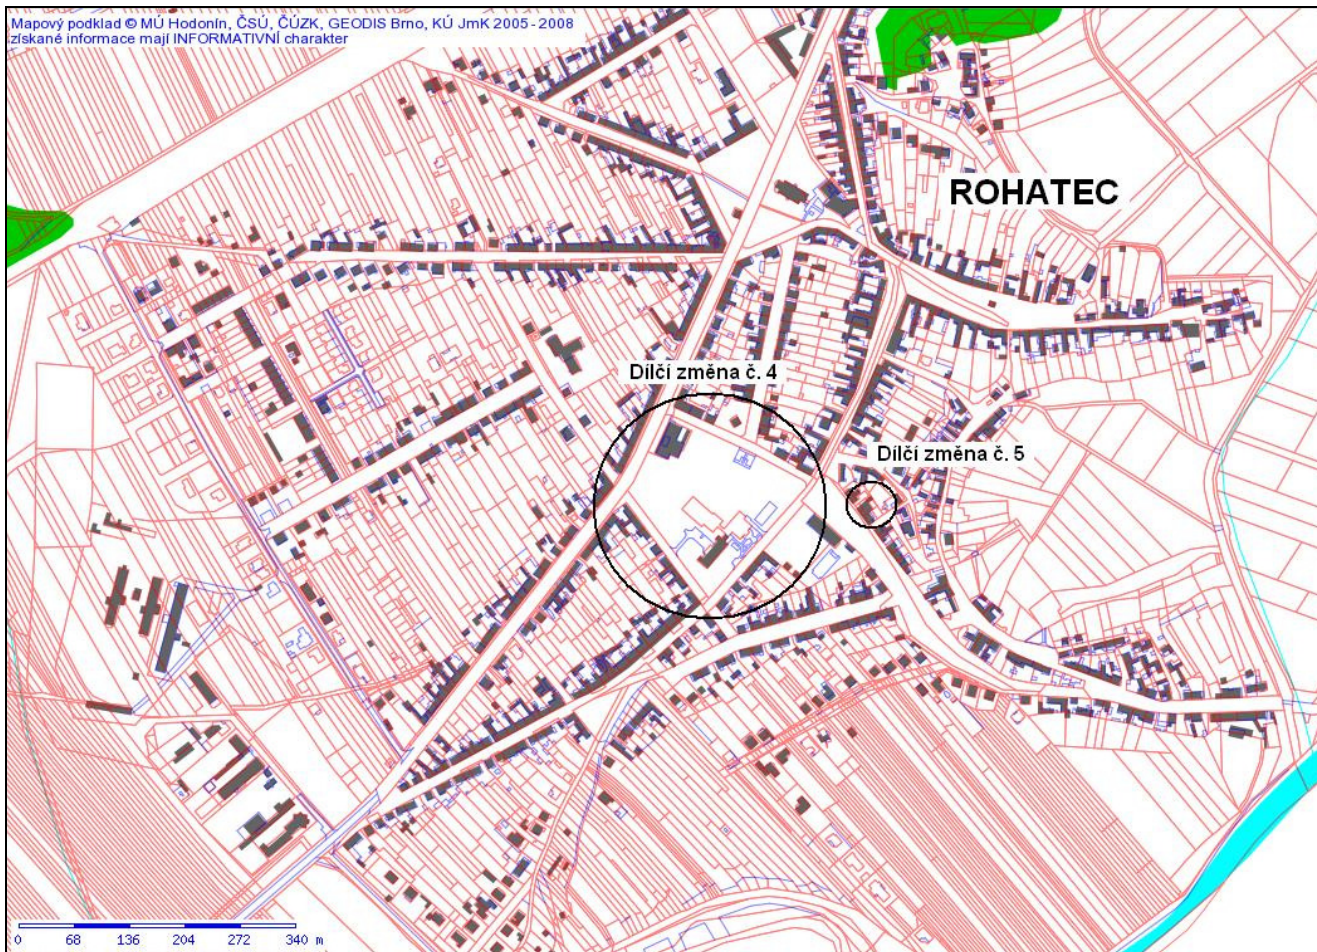 Mapový podklad © MÚ Hodonín, ČSÚ, ČÚZK, GEODIS Brno, KÚ JmK 2005 - 2008
získané informace mají INFORMATIVNÍ charakter
ROHATEC
Dílčí změna č. 4
Dílčí změna č. 5
0 68 136 204 272 340 m